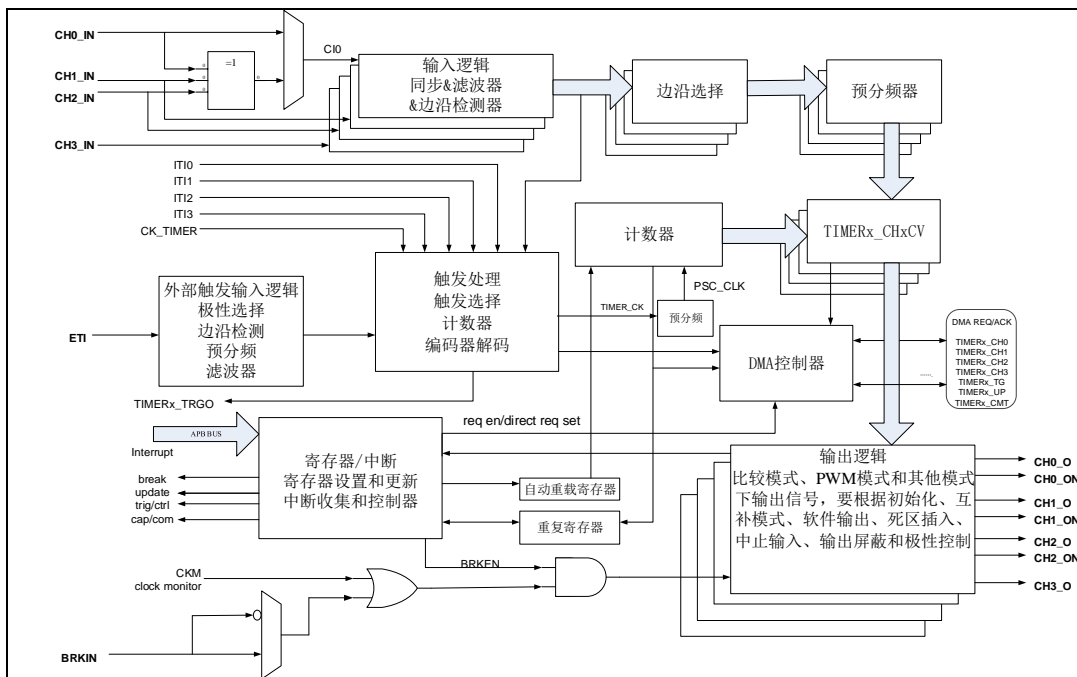 CH0_IN
CH1_IN
CH2_IN
CH3_IN
=1
CI0
输入逻辑
同步&滤波器
&边沿检测器
边沿选择
预分频器
ITI0
ITI1
ITI2
ITI3
CK_TIMER
计数器
TIMERx_CHxCV
ETI
外部触发输入逻辑
极性选择
边沿检测
预分频
滤波器
触发处理
触发选择
计数器
编码器解码
TIMER_CK
PSC_CLK
预分频
DMA控制器
DMA REQ/ACK
TIMERx_CH0
TIMERx_CH1
TIMERx_CH2
TIMERx_CH3
TIMERx_TG
TIMERx_UP
TIMERx_CMT
……
TIMERx_TRGO
req en/direct req set
APB BUS
Interrupt
break
update
trig/ctrl
cap/com
寄存器/中断
寄存器设置和更新
中断收集和控制器
自动重载寄存器
重复寄存器
输出逻辑
比较模式、PWM模式和其他模式
下输出信号，要根据初始化、互
补模式、软件输出、死区插入、
中止输入、输出屏蔽和极性控制
CH0_O
CH0_ON
CH1_O
CH1_ON
CH2_O
CH2_ON
CH3_O
BRKEN
CKM
clock monitor
BRKIN